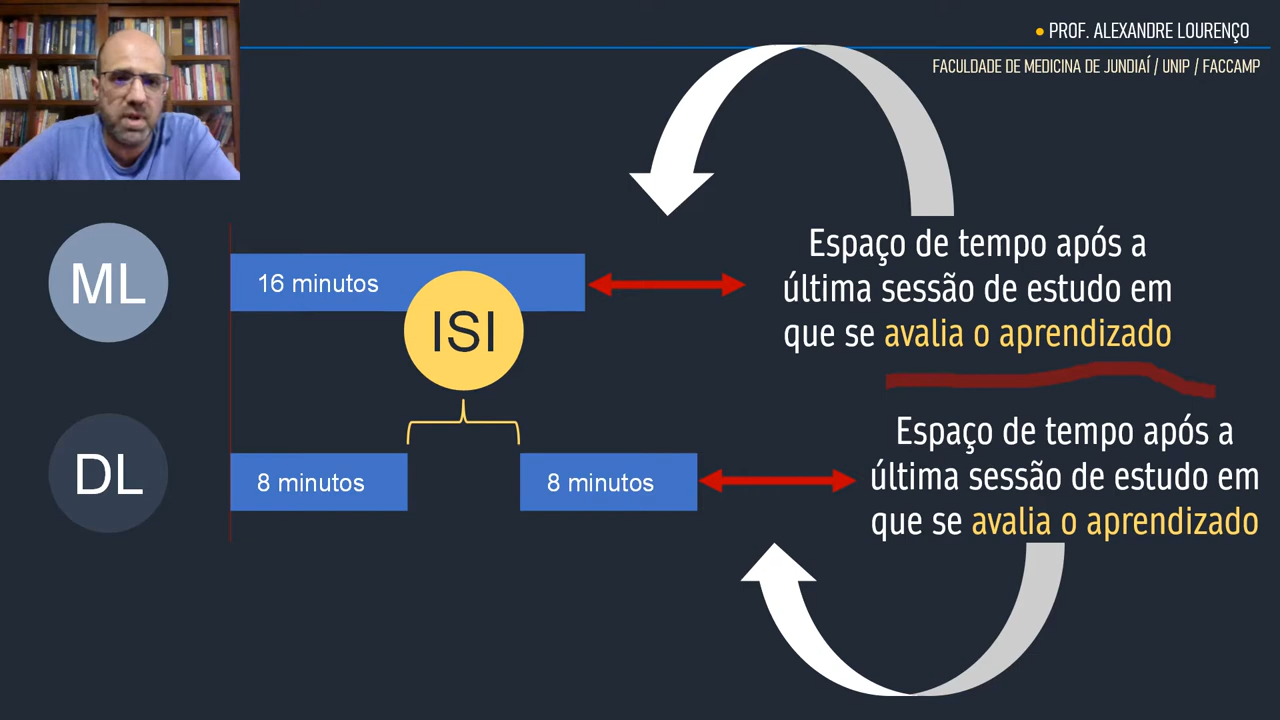 • PROF. ALEXANDRE LOURENÇO
FACULDADE DE MEDICINA DE JUNDIAÍ / UNIP / FACCAMP
ML
16 minutos
ISI
Espaço de tempo após a
última sessão de estudo em
que se avalia o aprendizado
DL
8 minutos
8 minutos
Espaço de tempo após a
última sessão de estudo em
que se avalia o aprendizado